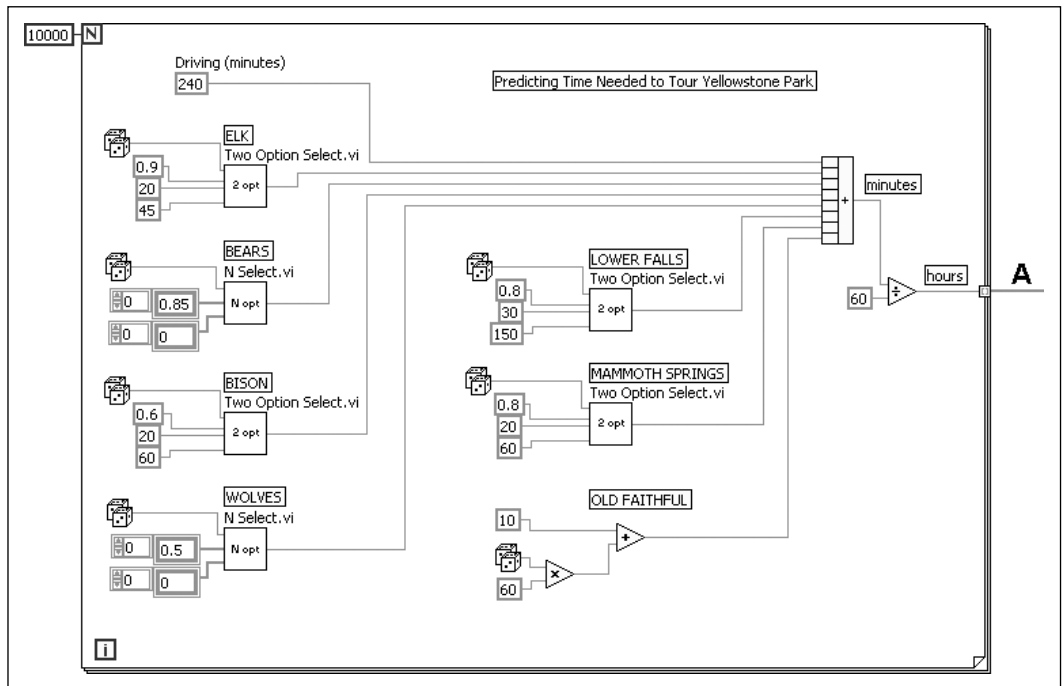 10000 N
Driving (minutes)
240
Predicting Time Needed to Tour Yellowstone Park
ELK
Two Option Select.vi
0.9
20
45
2 opt
BEARS
N Select.vi
0 0.85
0 0
N opt
BISON
Two Option Select.vi
0.6
20
60
2 opt
WOLVES
N Select.vi
0 0.5
0 0
N opt
LOWER FALLS
Two Option Select.vi
0.8
30
150
2 opt
MAMMOTH SPRINGS
Two Option Select.vi
0.8
20
60
2 opt
OLD FAITHFUL
10
+
60
×
+
minutes
60
÷
hours
A
i